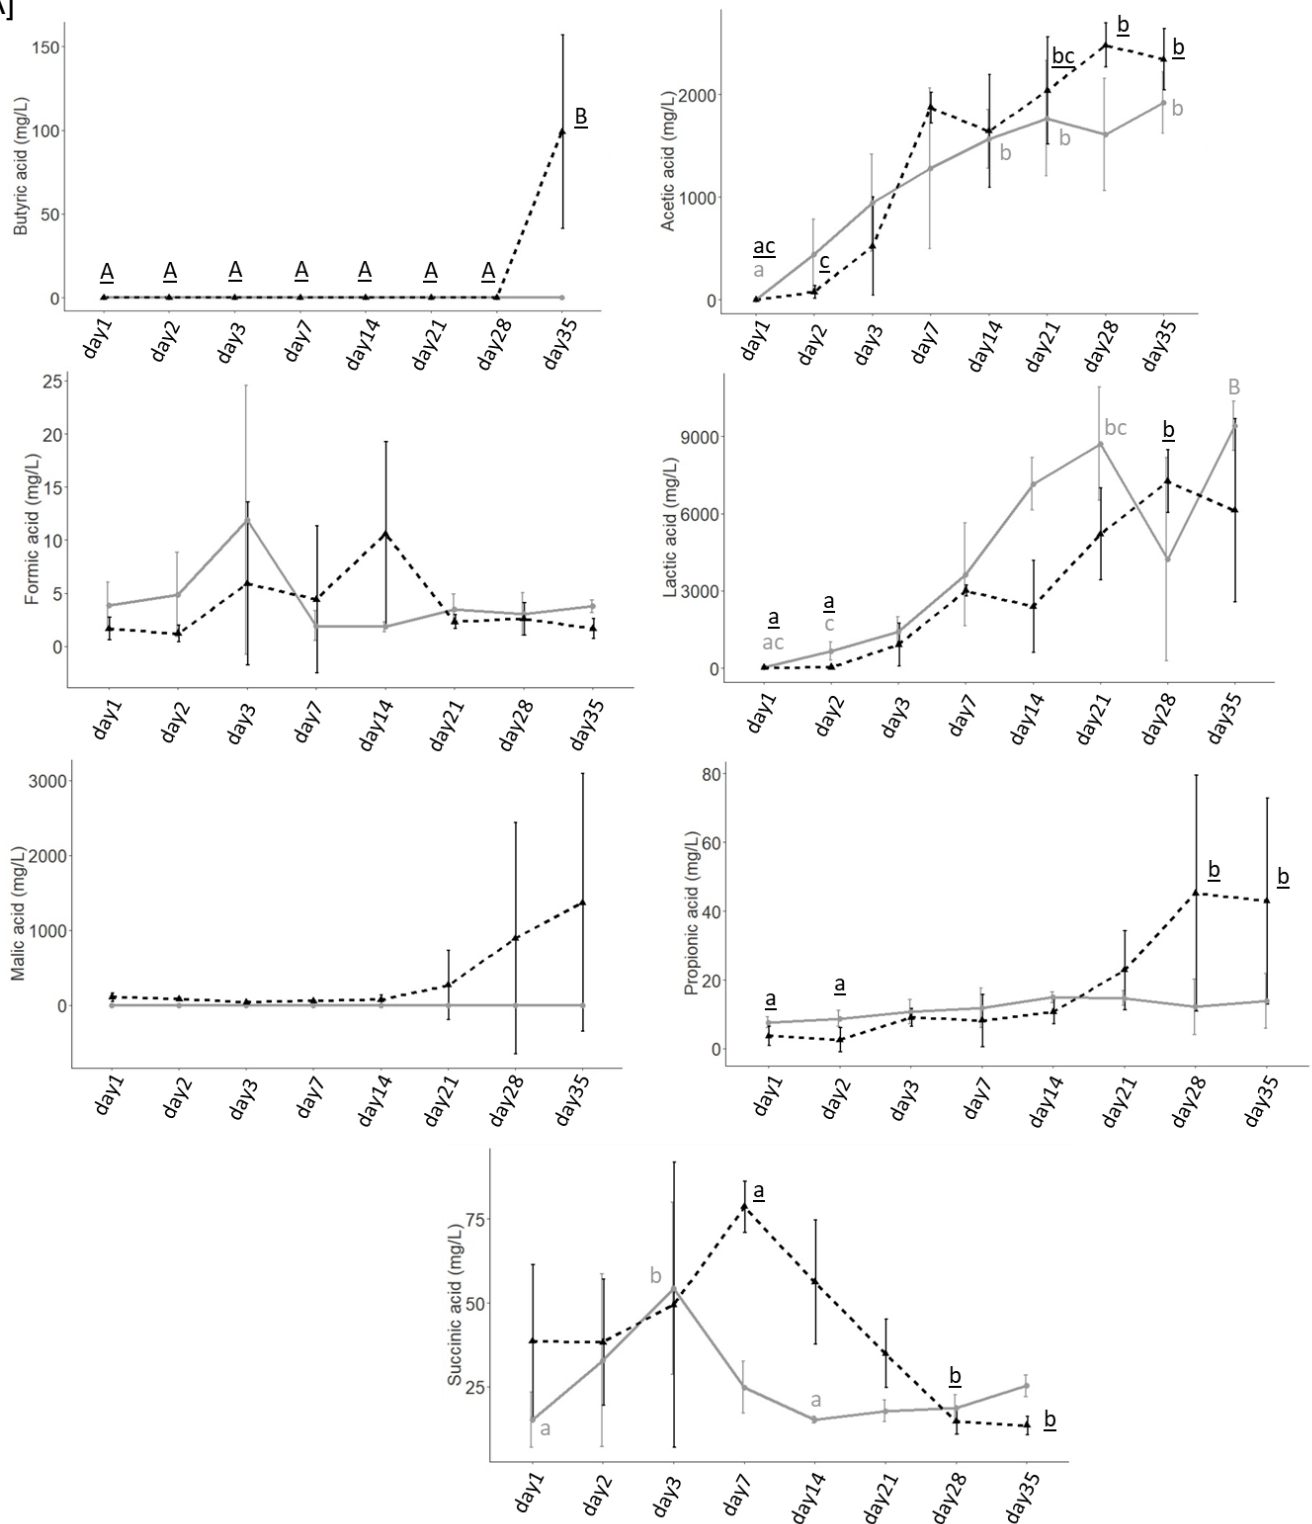 A]
Butyric acid (mg/L)
150
100
50
0
A A A A A A A B
day1 day2 day3 day7 day14 day21 day28 day35
Acetic acid (mg/L)
2000
1000
0
ac
a
c
b
bc
b
b
b
b
day1 day2 day3 day7 day14 day21 day28 day35
Formic acid (mg/L)
25
20
15
10
5
0
day1 day2 day3 day7 day14 day21 day28 day35
Lactic acid (mg/L)
9000
6000
3000
0
a
ac
a
c
bc
b
B
day1 day2 day3 day7 day14 day21 day28 day35
Malic acid (mg/L)
3000
2000
1000
0
day1 day2 day3 day7 day14 day21 day28 day35
Propionic acid (mg/L)
80
60
40
20
0
a a b b
day1 day2 day3 day7 day14 day21 day28 day35
Succinic acid (mg/L)
75
50
25
a
b
a
a
b
b
day1 day2 day3 day7 day14 day21 day28 day35